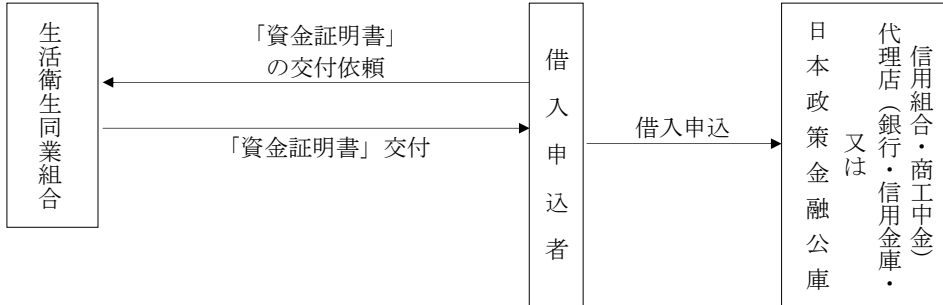 生活衛生同業組合
「資金証明書」
の交付依頼
「資金証明書」交付
借入申込者
借入申込
日本政策金融公庫
又は
代理店（銀行・信用金庫・
信用組合・商工中金）